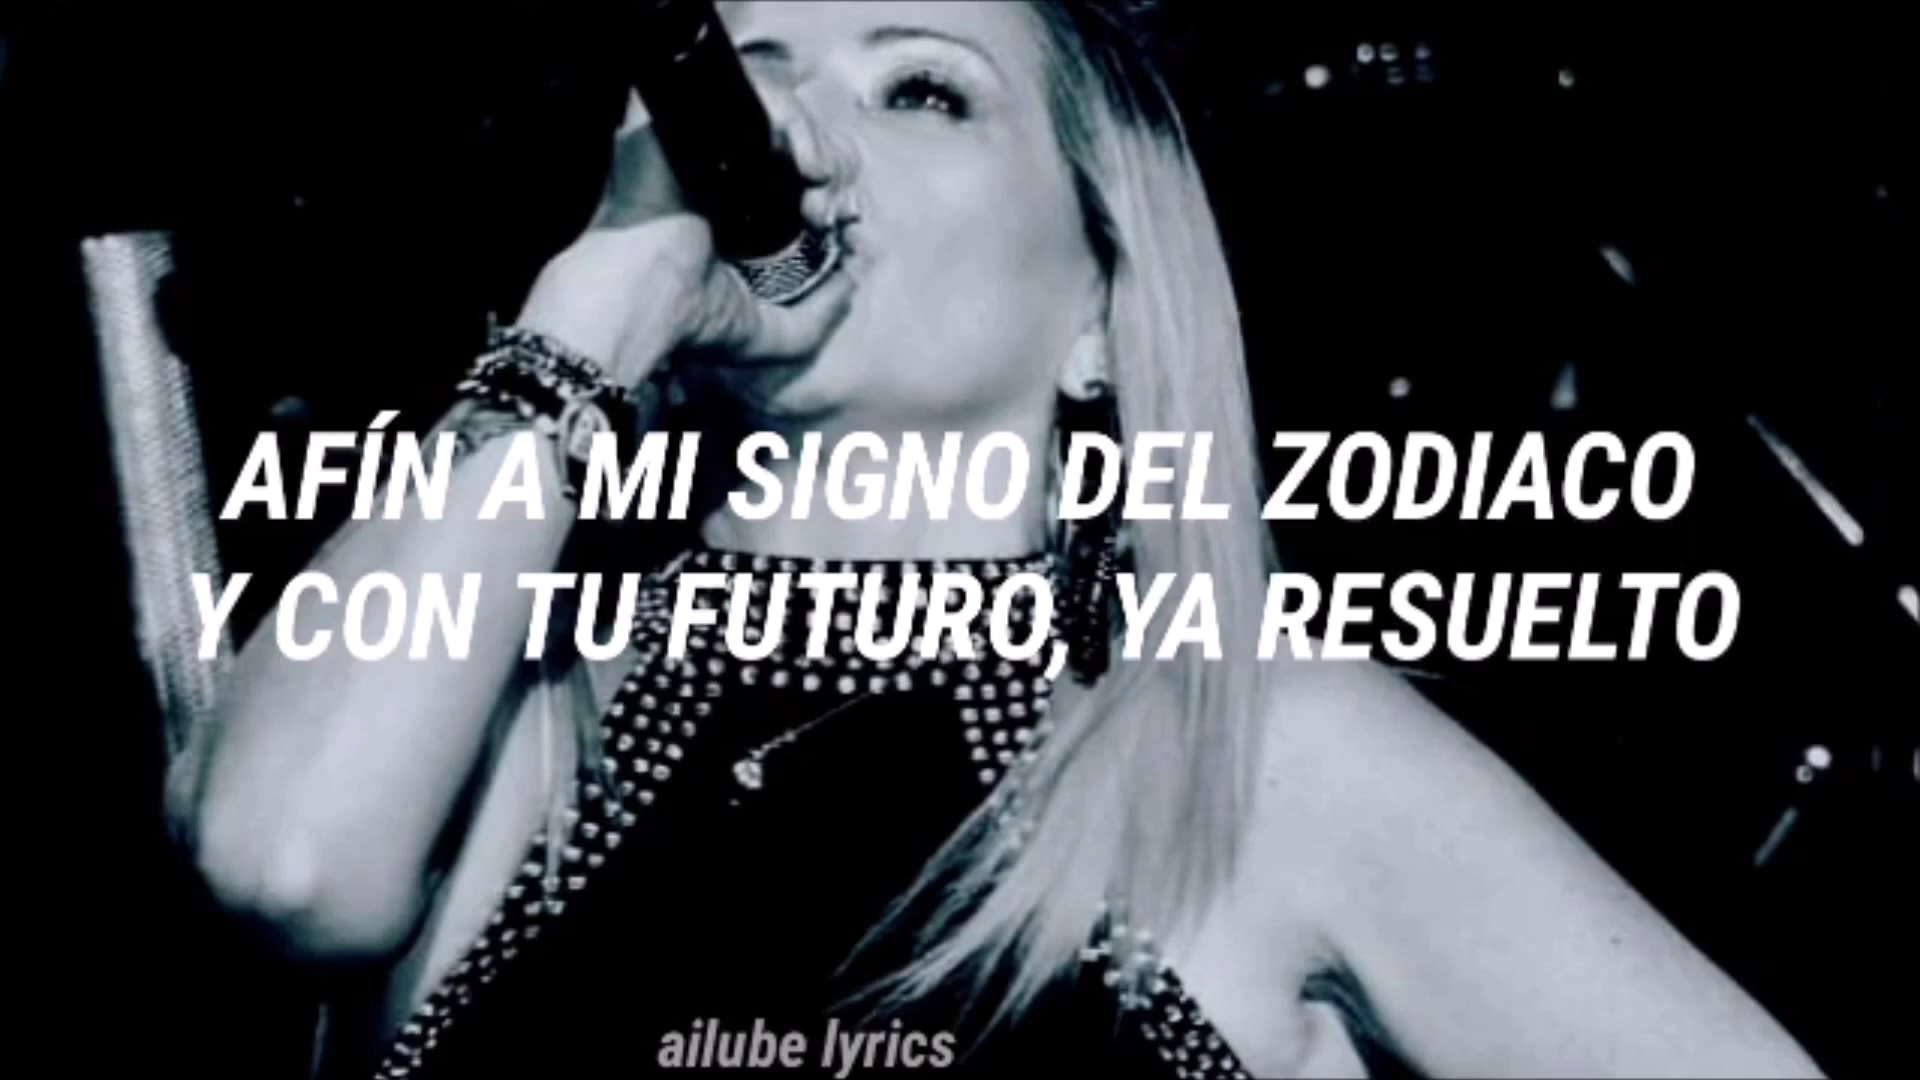 AFÍN A MI SIGNO DEL ZODIACO
Y CON TU FUTURO, YA RESUELTO
ailube lyrics